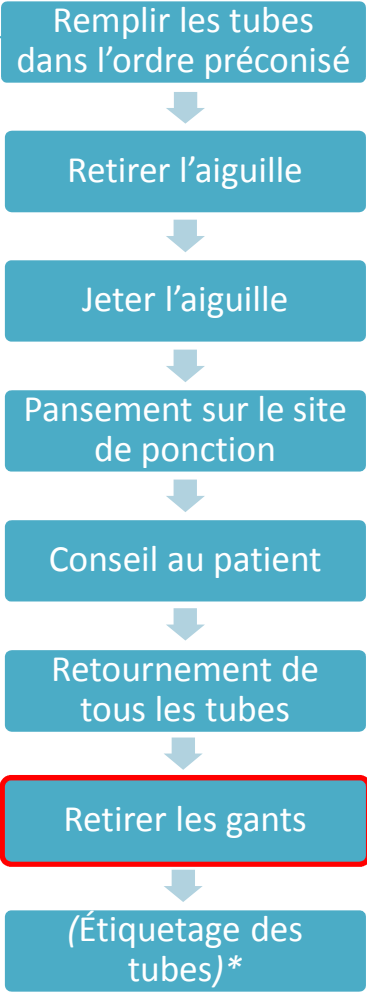 Remplir les tubes
dans l’ordre préconisé
Retirer l’aiguille
Jeter l’aiguille
Pansement sur le site
de ponction
Conseil au patient
Retournement de
tous les tubes
Retirer les gants
(Étiquetage des
tubes)*